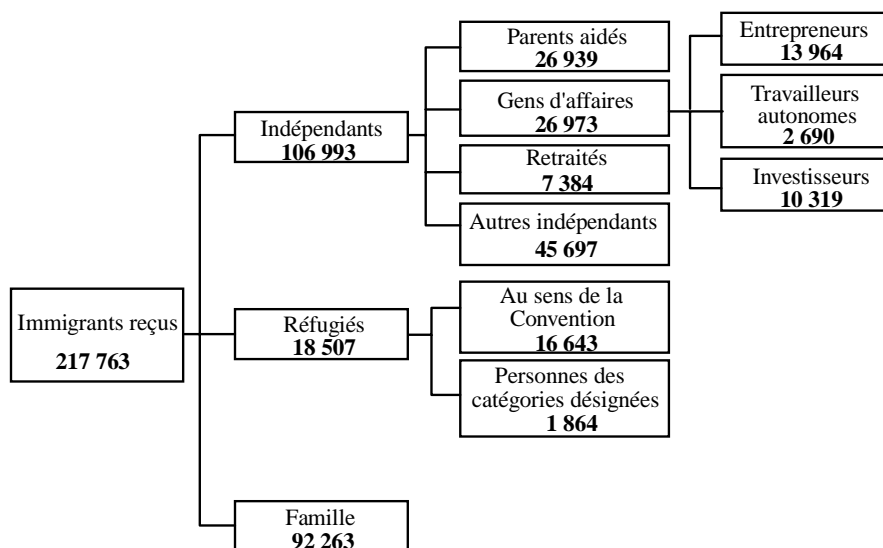 Parents aidés
26 939
Entrepreneurs
13 964
Gens d'affaires
26 973
Travailleurs
autonomes
2 690
Indépendants
106 993
Retraités
7 384
Investisseurs
10 319
Autres indépendants
45 697
Immigrants reçus
217 763
Réfugiés
18 507
Au sens de la
Convention
16 643
Personnes des
catégories désignées
1 864
Famille
92 263